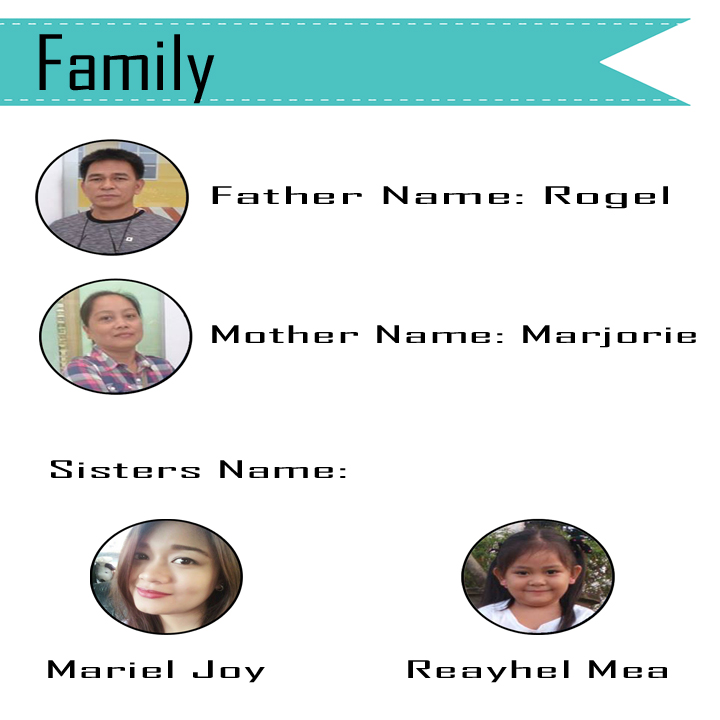 Family
Father Name: Rogel
Mother Name: Marjorie
Sisters Name:
Mariel Joy
Reayhel Mea